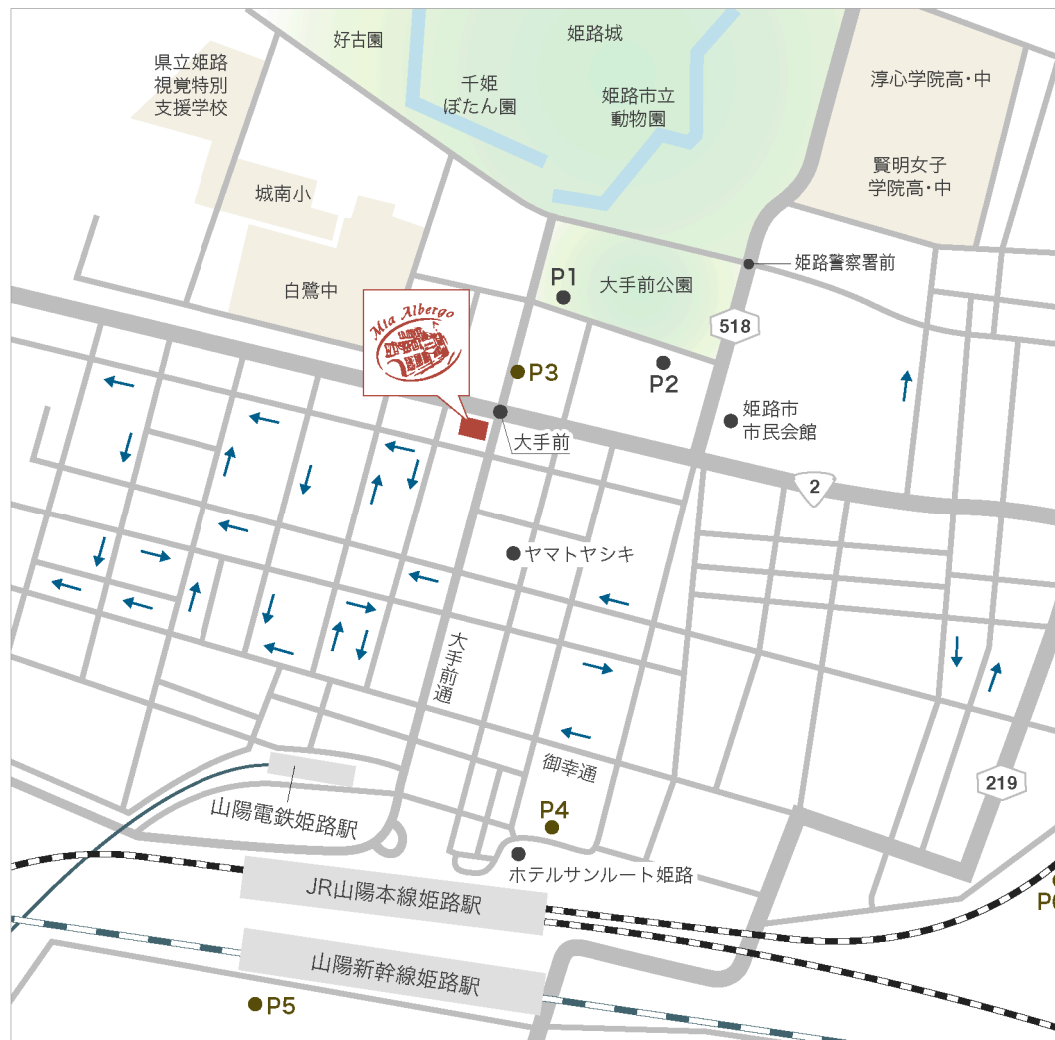 好古園
姫路城
県立姫路
視覚特別
支援学校
千姫
ぼたん園
姫路市立
動物園
淳心学院高・中
賢明女子
学院高・中
城南小
白鷺中
P1
大手前公園
姫路警察署前
518
Mia Albergo
P3
P2
姫路市
市民会館
大手前
2
ヤマトヤシキ
大手前通
御幸通
219
山陽電鉄姫路駅
P4
ホテルサンルート姫路
JR山陽本線姫路駅
山陽新幹線姫路駅
P5